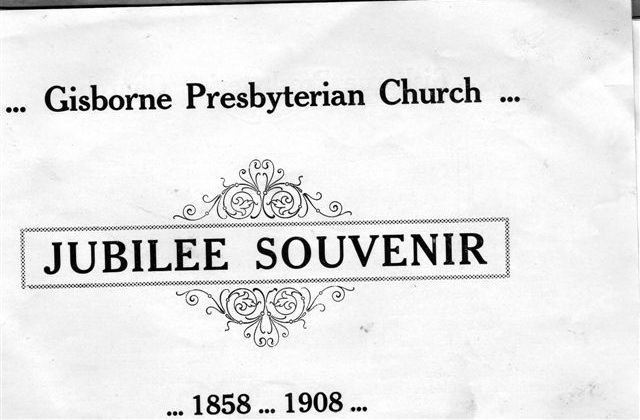 ... Gisborne Presbyterian Church ...
JUBILEE SOUVENIR
... 1858 ... 1908 ...